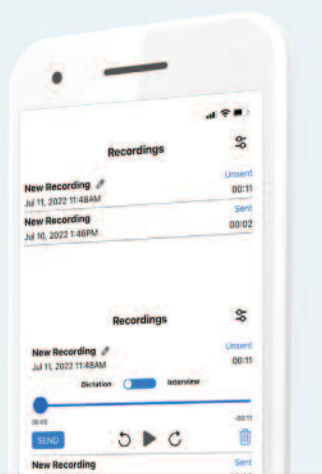 Recordings
New Recording Unsent
Jul 11, 2022 11:48AM 00:11
New Recording Sent
Jul 10, 2022 1:46PM 00:02
Recordings
New Recording Unsent
Jul 11, 2022 11:48AM 00:11
Dictation Interview
00:00 -00:11
SEND
New Recording Sent